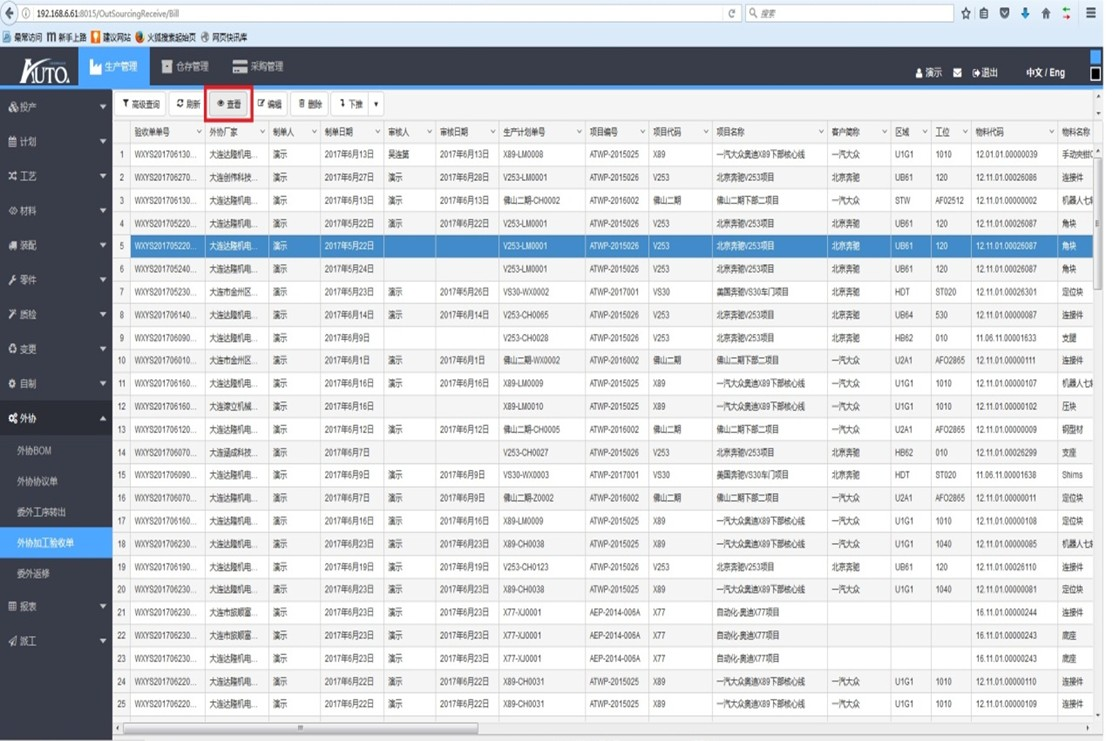 192.168.6.61:8015/OutSourcingReceive/Bill 搜索
最常访问 新手上路 建议网站 火狐搜索起始页 网页快讯库
AUTO. 生产管理 仓存管理 采购管理 演示 退出 中文 / Eng
投产
计划
工艺
材料
装配
零件
质检
变更
自制
外协
外协BOM
外协协议单
委外工序转出
外协加工验收单
委外返修
报表
派工
高级查询 刷新 查看 编辑 删除 下推
验收单单号 外协厂家 制单人 制单日期 审核人 审核日期 生产计划单号 项目编号 项目代码 项目名称 客户简称 区域 工位 物料代码 物料名称
1 WXYS201706130... 大连达隆机电... 演示 2017年6月13日 2017年6月13日 X89-LM0008 ATWP-2015025 X89 一汽大众奥迪X89下部核心线 一汽大众 U1G1 1010 12.01.01.00000039
2 WXYS201706270... 大连创伟科技... 演示 2017年6月27日 演示 2017年6月28日 V253-LM0001 ATWP-2015026 V253 北京奔驰V253项目 北京奔驰 UB61 120 12.11.01.00026086 连接件
3 WXYS201706130... 大连达隆机电... 演示 2017年6月13日 演示 2017年6月13日 佛山二期-CH0002 ATWP-2016002 佛山二期 佛山二期下部二项目 一汽大众 STW AF02512 12.11.01.00000002 机器人七
4 WXYS201705220... 大连达隆机电... 演示 2017年5月22日 演示 2017年6月22日 V253-LM0001 ATWP-2015026 V253 北京奔驰V253项目 北京奔驰 UB61 120 12.11.01.00026087 角块
5 WXYS201705220... 大连达隆机电... 演示 2017年5月22日 V253-LM0001 ATWP-2015026 V253 北京奔驰V253项目 北京奔驰 UB61 120 12.11.01.00026087 角块
6 WXYS201705240... 大连达隆机电... 演示 2017年5月24日 V253-LM0001 ATWP-2015026 V253 北京奔驰V253项目 北京奔驰 UB61 120 12.11.01.00026087 角块
7 WXYS201705230... 大连市金州区... 演示 2017年5月23日 演示 2017年5月26日 VS30-WX0002 ATWP-2017001 VS30 美国奔驰VS30车门项目 北京奔驰 HDT ST020 12.11.01.00026301 定位块
8 WXYS201706140... 大连达隆机电... 演示 2017年6月14日 演示 2017年6月14日 V253-CH0065 ATWP-2015026 V253 北京奔驰V253项目 北京奔驰 UB64 530 12.11.01.00000087 连接件
9 WXYS201706090... 大连达隆机电... 演示 2017年6月9日 V253-CH0028 ATWP-2015026 V253 北京奔驰V253项目 北京奔驰 HB62 010 11.06.11.00001633 支腿
10 WXYS201706010... 大连市金州区... 演示 2017年6月1日 演示 2017年6月1日 佛山二期-WX0002 ATWP-2016002 佛山二期 佛山二期下部二项目 一汽大众 U2A1 AFO2865 12.11.01.00000111 连接件
11 WXYS201706160... 大连达隆机电... 演示 2017年6月16日 演示 2017年6月16日 X89-LM0009 ATWP-2015025 X89 一汽大众奥迪X89下部核心线 一汽大众 U1G1 1010 12.11.01.00000107 机器人七
12 WXYS201706160... 演示 2017年6月16日 X89-LM0010 ATWP-2015025 X89 一汽大众奥迪X89下部核心线 一汽大众 U1G1 1010 12.11.01.00000102 压块
13 WXYS201706120... 大连达隆机电... 演示 2017年6月12日 演示 2017年6月12日 佛山二期-CH0005 ATWP-2016002 佛山二期 佛山二期下部二项目 一汽大众 U2A1 AFO2865 12.11.01.00000009 钢型材
14 WXYS201706070... 大连涵成科技... 演示 2017年6月7日 V253-CH0027 ATWP-2015026 V253 北京奔驰V253项目 北京奔驰 HB62 010 12.11.01.00026299 支座
15 WXYS201706090... 大连达隆机电... 演示 2017年6月9日 演示 2017年6月9日 VS30-WX0003 ATWP-2017001 VS30 美国奔驰VS30车门项目 北京奔驰 HDT ST020 11.06.11.00001638 Shims
16 WXYS201706070... 大连达隆机电... 演示 2017年6月7日 演示 2017年6月9日 佛山二期-Z0002 ATWP-2016002 佛山二期 佛山二期下部二项目 一汽大众 U2A1 AFO2865 12.11.01.00000011 定位块
17 WXYS201706160... 大连达隆机电... 演示 2017年6月16日 演示 2017年6月16日 X89-LM0009 ATWP-2015025 X89 一汽大众奥迪X89下部核心线 一汽大众 U1G1 1010 12.11.01.00000108 定位块
18 WXYS201706230... 大连达隆机电... 演示 2017年6月23日 演示 2017年6月23日 X89-CH0038 ATWP-2015025 X89 一汽大众奥迪X89下部核心线 一汽大众 U1G1 1040 12.11.01.00000085 机器人七
19 WXYS201706190... 大连达隆机电... 演示 2017年6月19日 演示 2017年6月19日 V253-CH0123 ATWP-2015026 V253 北京奔驰V253项目 北京奔驰 UB61 120 12.11.01.00026110 连接件
20 WXYS201706230... 大连达隆机电... 演示 2017年6月23日 演示 2017年6月23日 X89-CH0038 ATWP-2015025 X89 一汽大众奥迪X89下部核心线 一汽大众 U1G1 1040 12.11.01.00000081 定位块
21 WXYS201706230... 大连市旅顺富... 演示 2017年6月23日 演示 2017年6月23日 X77-XJ0001 AEP-2014-006A X77 自动化-奥迪X77项目 16.11.01.00000244 连接件
22 WXYS201706230... 大连市旅顺富... 演示 2017年6月23日 演示 2017年6月23日 X77-XJ0001 AEP-2014-006A X77 自动化-奥迪X77项目 16.11.01.00000243 底座
23 WXYS201706230... 大连市旅顺富... 演示 2017年6月23日 演示 2017年6月23日 X77-XJ0001 AEP-2014-006A X77 自动化-奥迪X77项目 16.11.01.00000243 底座
24 WXYS201706220... 大连达隆机电... 演示 2017年6月22日 演示 2017年6月22日 X89-CH0031 ATWP-2015025 X89 一汽大众奥迪X89下部核心线 一汽大众 U1G1 1010 12.11.01.00000110 连接件
25 WXYS201706220... 大连达隆机电... 演示 2017年6月22日 演示 2017年6月22日 X89-CH0031 ATWP-2015025 X89 一汽大众奥迪X89下部核心线 一汽大众 U1G1 1010 12.11.01.00000109 连接件